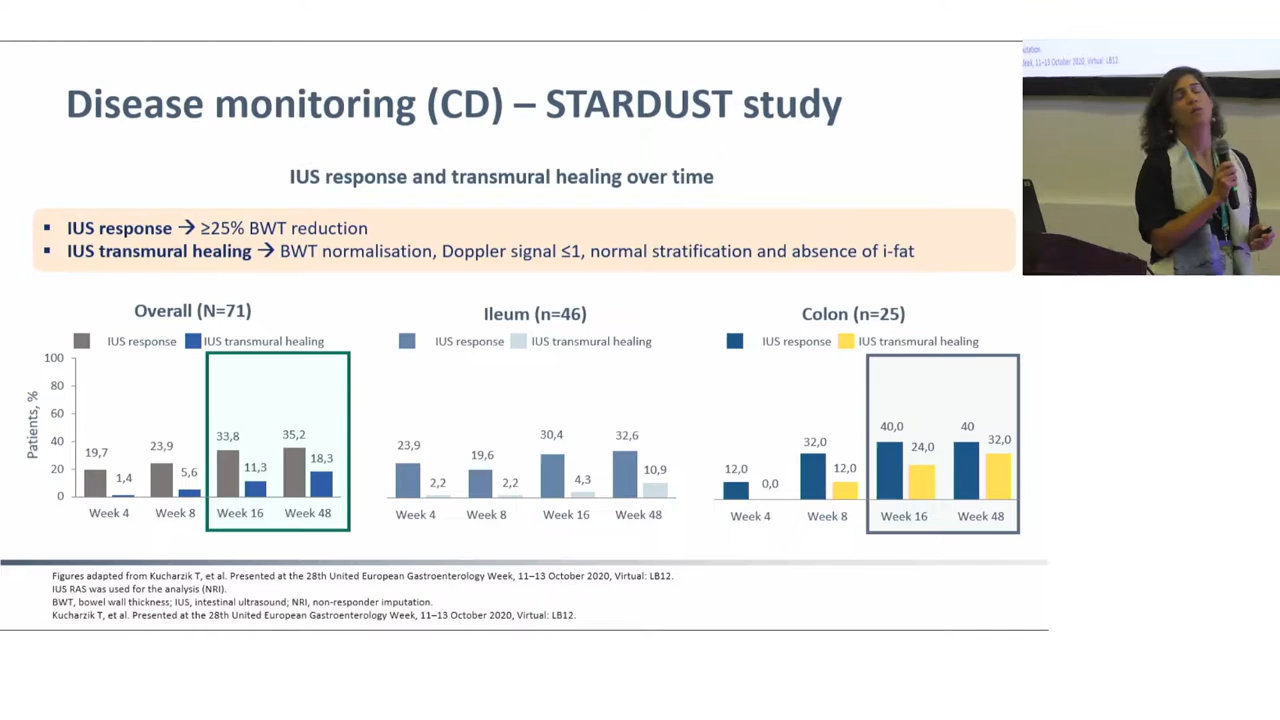 Disease monitoring (CD) – STARDUST study
IUS response and transmural healing over time
▪ IUS response → ≥25% BWT reduction
▪ IUS transmural healing → BWT normalisation, Doppler signal ≤1, normal stratification and absence of i-fat
Overall (N=71)
IUS response IUS transmural healing
Patients, %
100
80
60
40
20
0
19,7 1,4 23,9 5,6 33,8 11,3 35,2 18,3
Week 4 Week 8 Week 16 Week 48
Ileum (n=46)
IUS response IUS transmural healing
23,9 2,2 19,6 2,2 30,4 4,3 32,6 10,9
Week 4 Week 8 Week 16 Week 48
Colon (n=25)
IUS response IUS transmural healing
12,0 0,0 32,0 12,0 40,0 24,0 40 32,0
Week 4 Week 8 Week 16 Week 48
Figures adapted from Kucharzik T, et al. Presented at the 28th United European Gastroenterology Week, 11–13 October 2020, Virtual: LB12.
IUS RAS was used for the analysis (NRI).
BWT, bowel wall thickness; IUS, intestinal ultrasound; NRI, non-responder imputation.
Kucharzik T, et al. Presented at the 28th United European Gastroenterology Week, 11–13 October 2020, Virtual: LB12.
11–13 October 2020, Virtual: LB12